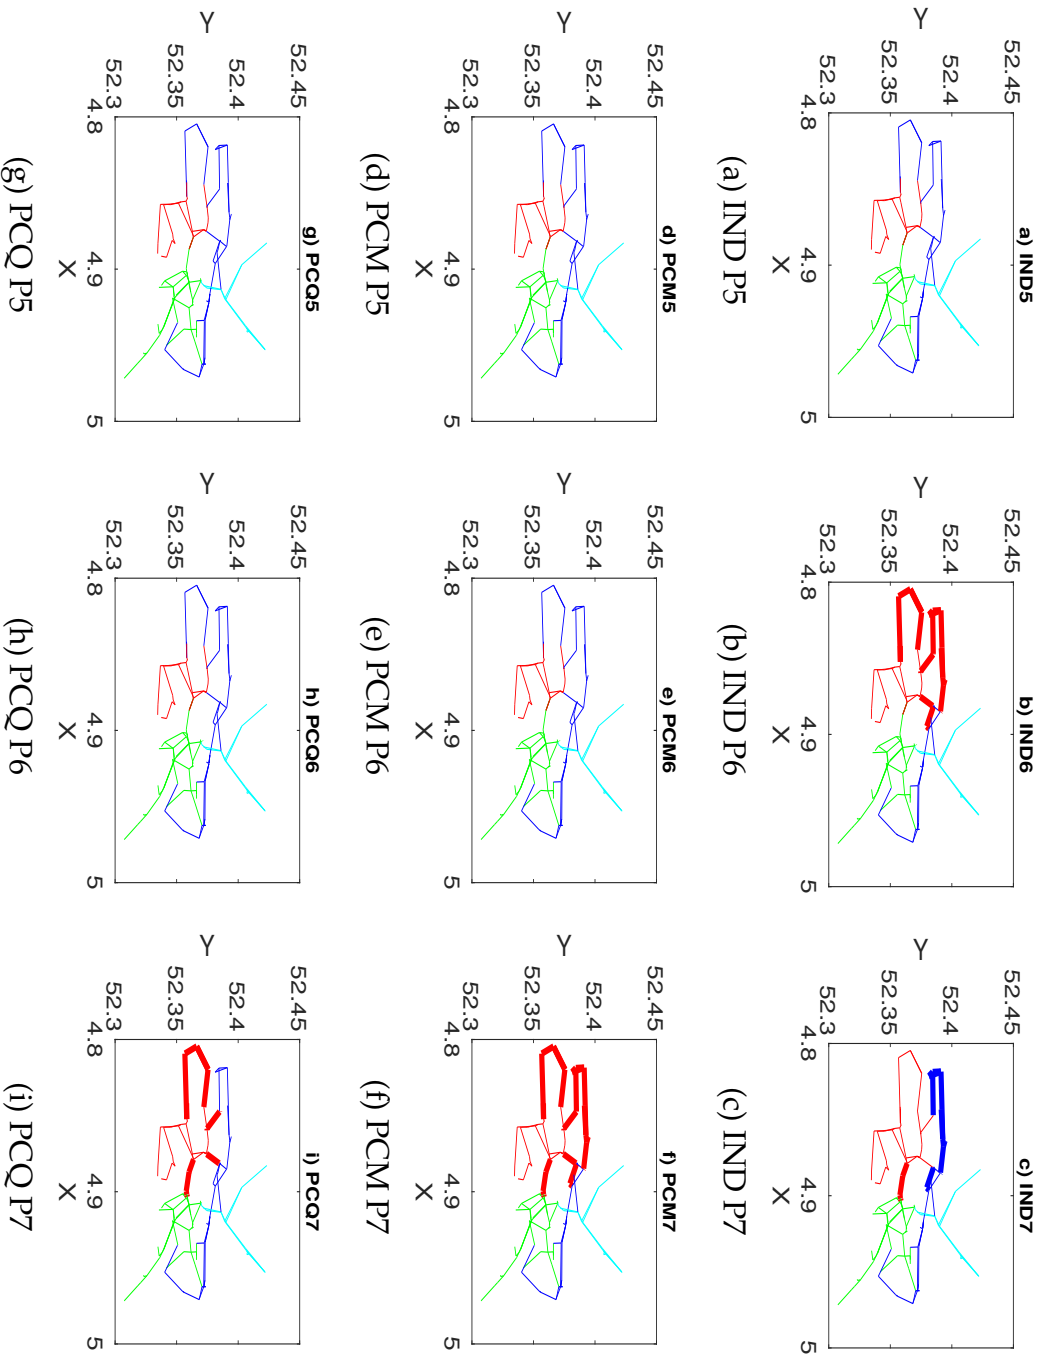 a) IND5
52.45
52.4
52.35
52.3
Y
4.8
4.9
5
X
(a) IND P5
b) IND6
52.45
52.4
52.35
52.3
Y
4.8
4.9
5
X
(b) IND P6
c) IND7
52.45
52.4
52.35
52.3
Y
4.8
4.9
5
X
(c) IND P7
d) PCM5
52.45
52.4
52.35
52.3
Y
4.8
4.9
5
X
(d) PCM P5
e) PCM6
52.45
52.4
52.35
52.3
Y
4.8
4.9
5
X
(e) PCM P6
f) PCM7
52.45
52.4
52.35
52.3
Y
4.8
4.9
5
X
(f) PCM P7
g) PCQ5
52.45
52.4
52.35
52.3
Y
4.8
4.9
5
X
(g) PCQ P5
h) PCQ6
52.45
52.4
52.35
52.3
Y
4.8
4.9
5
X
(h) PCQ P6
i) PCQ7
52.45
52.4
52.35
52.3
Y
4.8
4.9
5
X
(i) PCQ P7